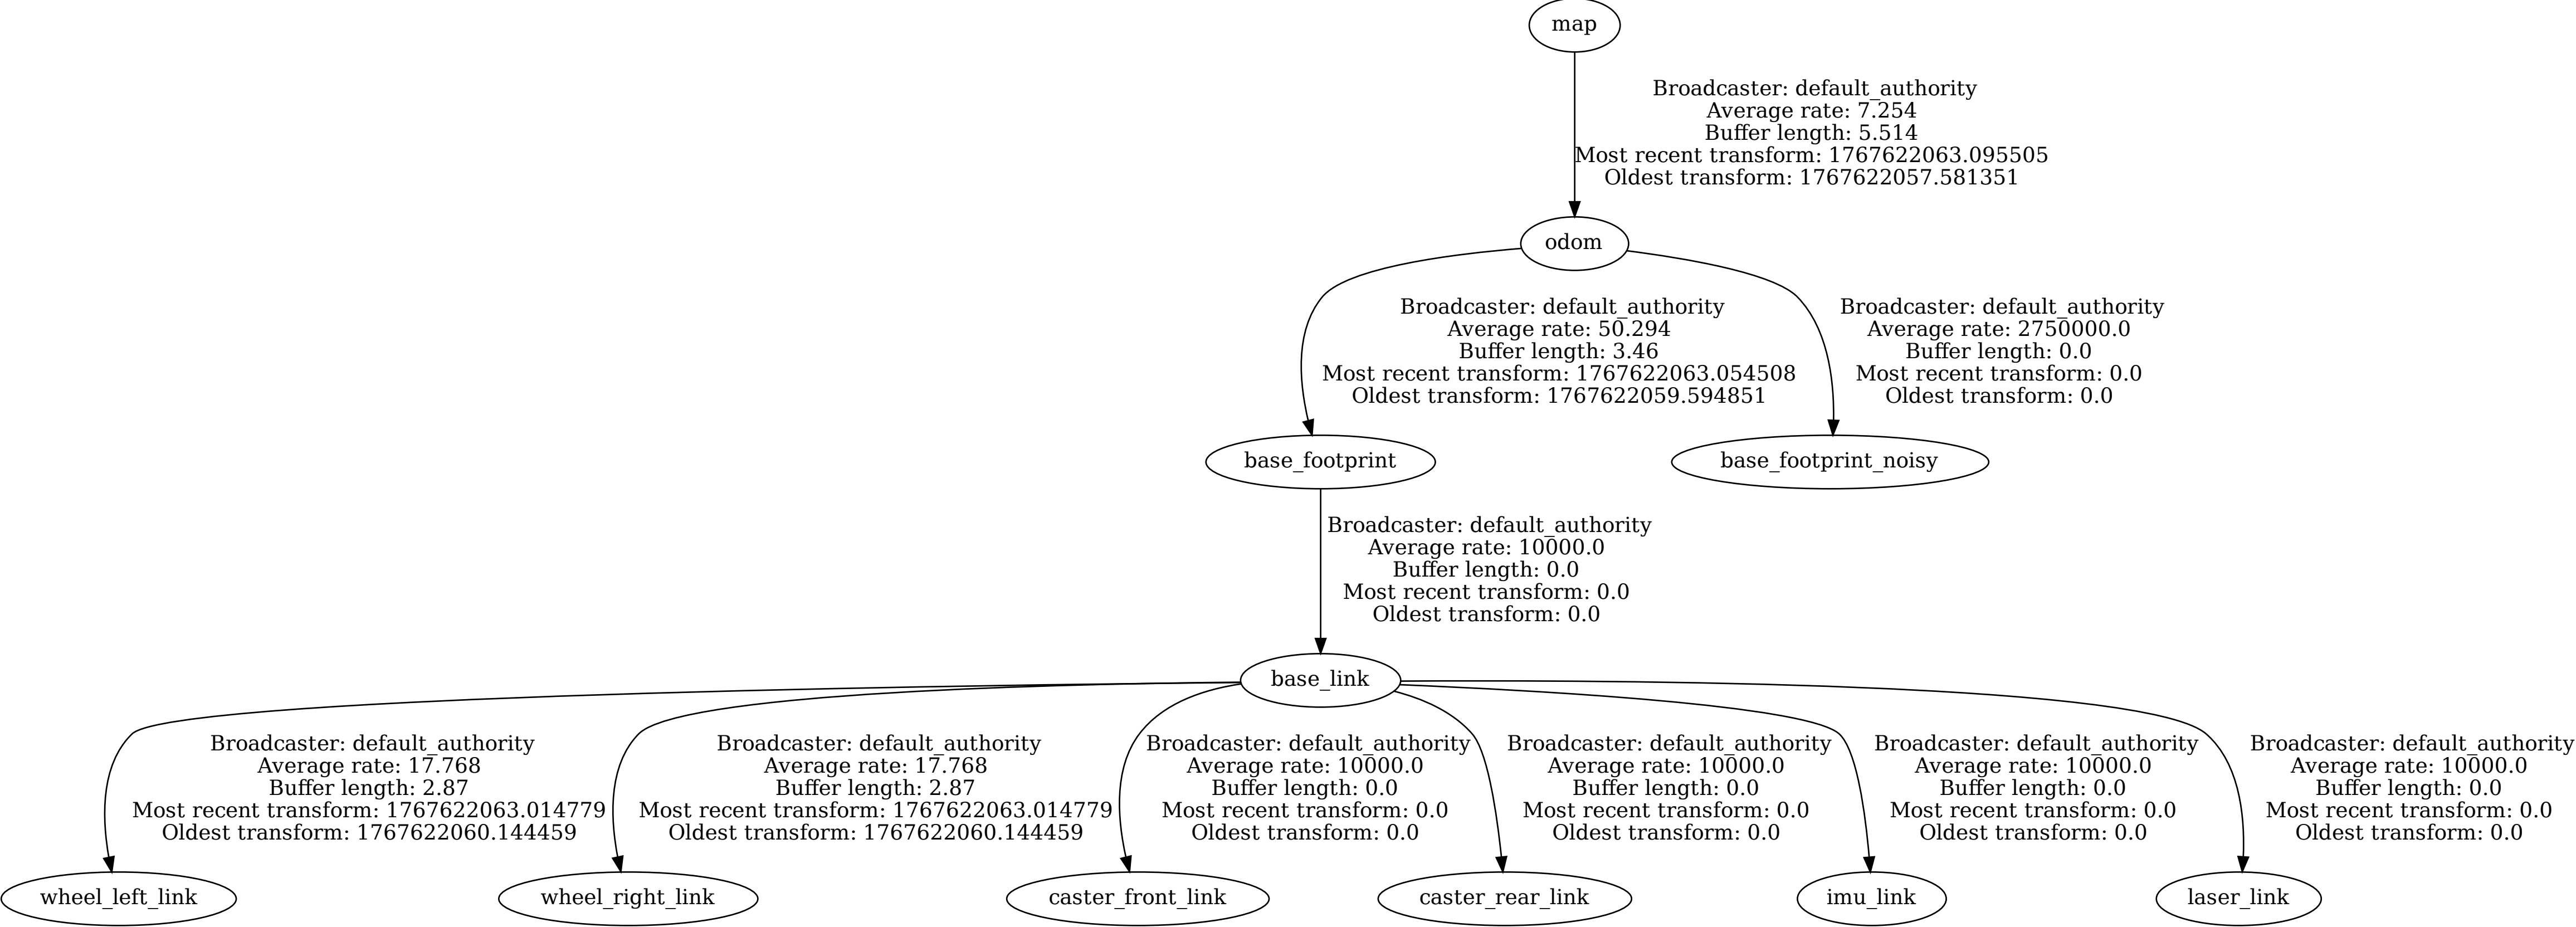 map
Broadcaster: default_authority
Average rate: 7.254
Buffer length: 5.514
Most recent transform: 1767622063.095505
Oldest transform: 1767622057.581351
odom
Broadcaster: default_authority
Average rate: 50.294
Buffer length: 3.46
Most recent transform: 1767622063.054508
Oldest transform: 1767622059.594851
Broadcaster: default_authority
Average rate: 2750000.0
Buffer length: 0.0
Most recent transform: 0.0
Oldest transform: 0.0
base_footprint
base_footprint_noisy
Broadcaster: default_authority
Average rate: 10000.0
Buffer length: 0.0
Most recent transform: 0.0
Oldest transform: 0.0
base_link
Broadcaster: default_authority
Average rate: 17.768
Buffer length: 2.87
Most recent transform: 1767622063.014779
Oldest transform: 1767622060.144459
Broadcaster: default_authority
Average rate: 17.768
Buffer length: 2.87
Most recent transform: 1767622063.014779
Oldest transform: 1767622060.144459
Broadcaster: default_authority
Average rate: 10000.0
Buffer length: 0.0
Most recent transform: 0.0
Oldest transform: 0.0
Broadcaster: default_authority
Average rate: 10000.0
Buffer length: 0.0
Most recent transform: 0.0
Oldest transform: 0.0
Broadcaster: default_authority
Average rate: 10000.0
Buffer length: 0.0
Most recent transform: 0.0
Oldest transform: 0.0
Broadcaster: default_authority
Average rate: 10000.0
Buffer length: 0.0
Most recent transform: 0.0
Oldest transform: 0.0
wheel_left_link
wheel_right_link
caster_front_link
caster_rear_link
imu_link
laser_link